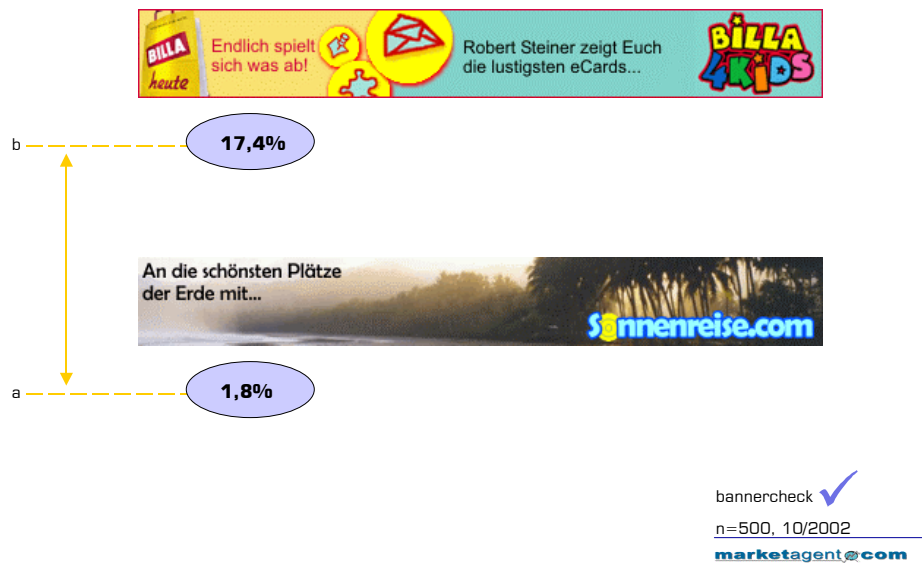 BILLA
heute
Endlich spielt
sich was ab!
Robert Steiner zeigt Euch
die lustigsten eCards...
BILLA
4KiDS
b
17,4%
An die schönsten Plätze
der Erde mit...
Sonnenreise.com
a
1,8%
bannercheck
n=500, 10/2002
marketagent.com